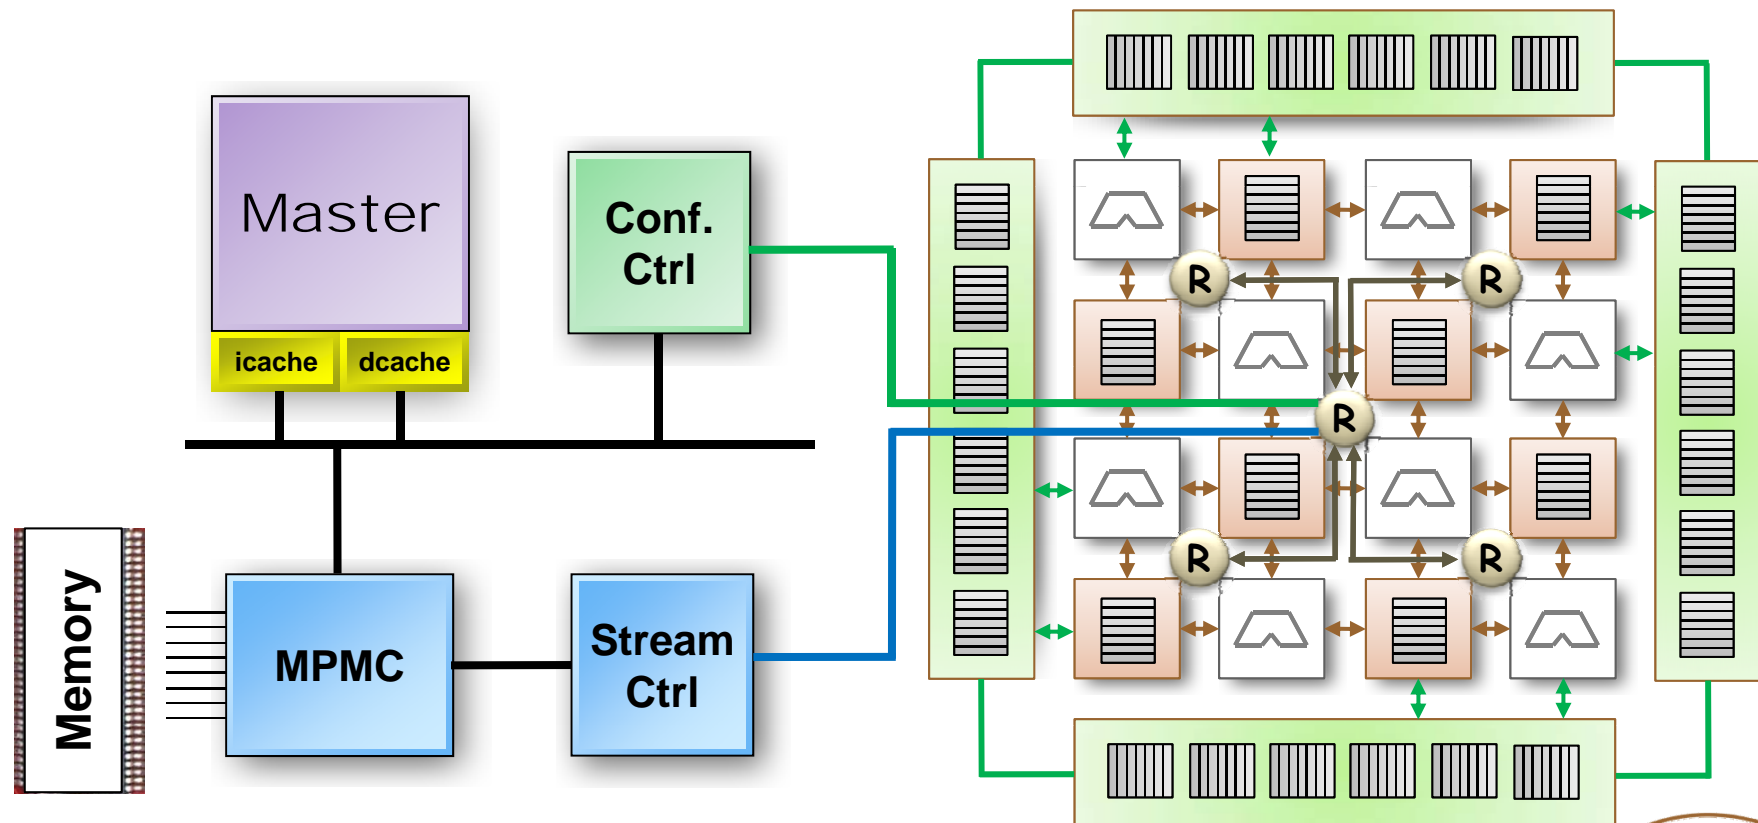 Master
icache
dcache
Conf.
Ctrl
Memory
MPMC
Stream
Ctrl
R
R
R
R
R